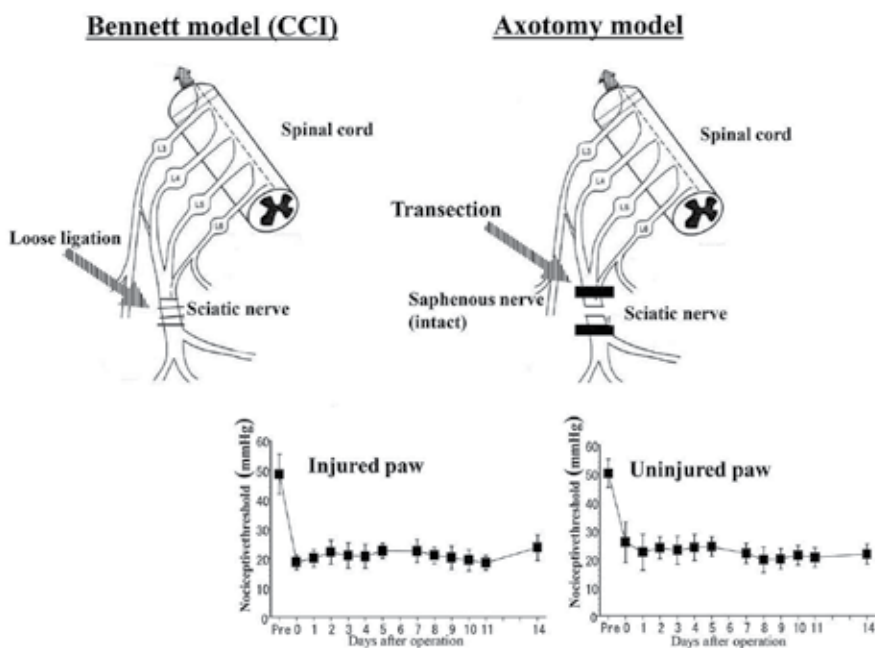 Bennett model (CCI)
Axotomy model
Spinal cord
L3
L4
L5
L6
Loose ligation
Sciatic nerve
Spinal cord
L3
L4
L5
L6
Transection
Saphenous nerve
(intact)
Sciatic nerve
Nociceptivethreshold (mmHg)
Injured paw
60
50
40
30
20
10
0
Pre 0 1 2 3 4 5 7 8 9 10 11 14
Days after operation
Nociceptivethreshold (mmHg)
Uninjured paw
60
50
40
30
20
10
0
Pre 0 1 2 3 4 5 7 8 9 10 11 14
Days after operation